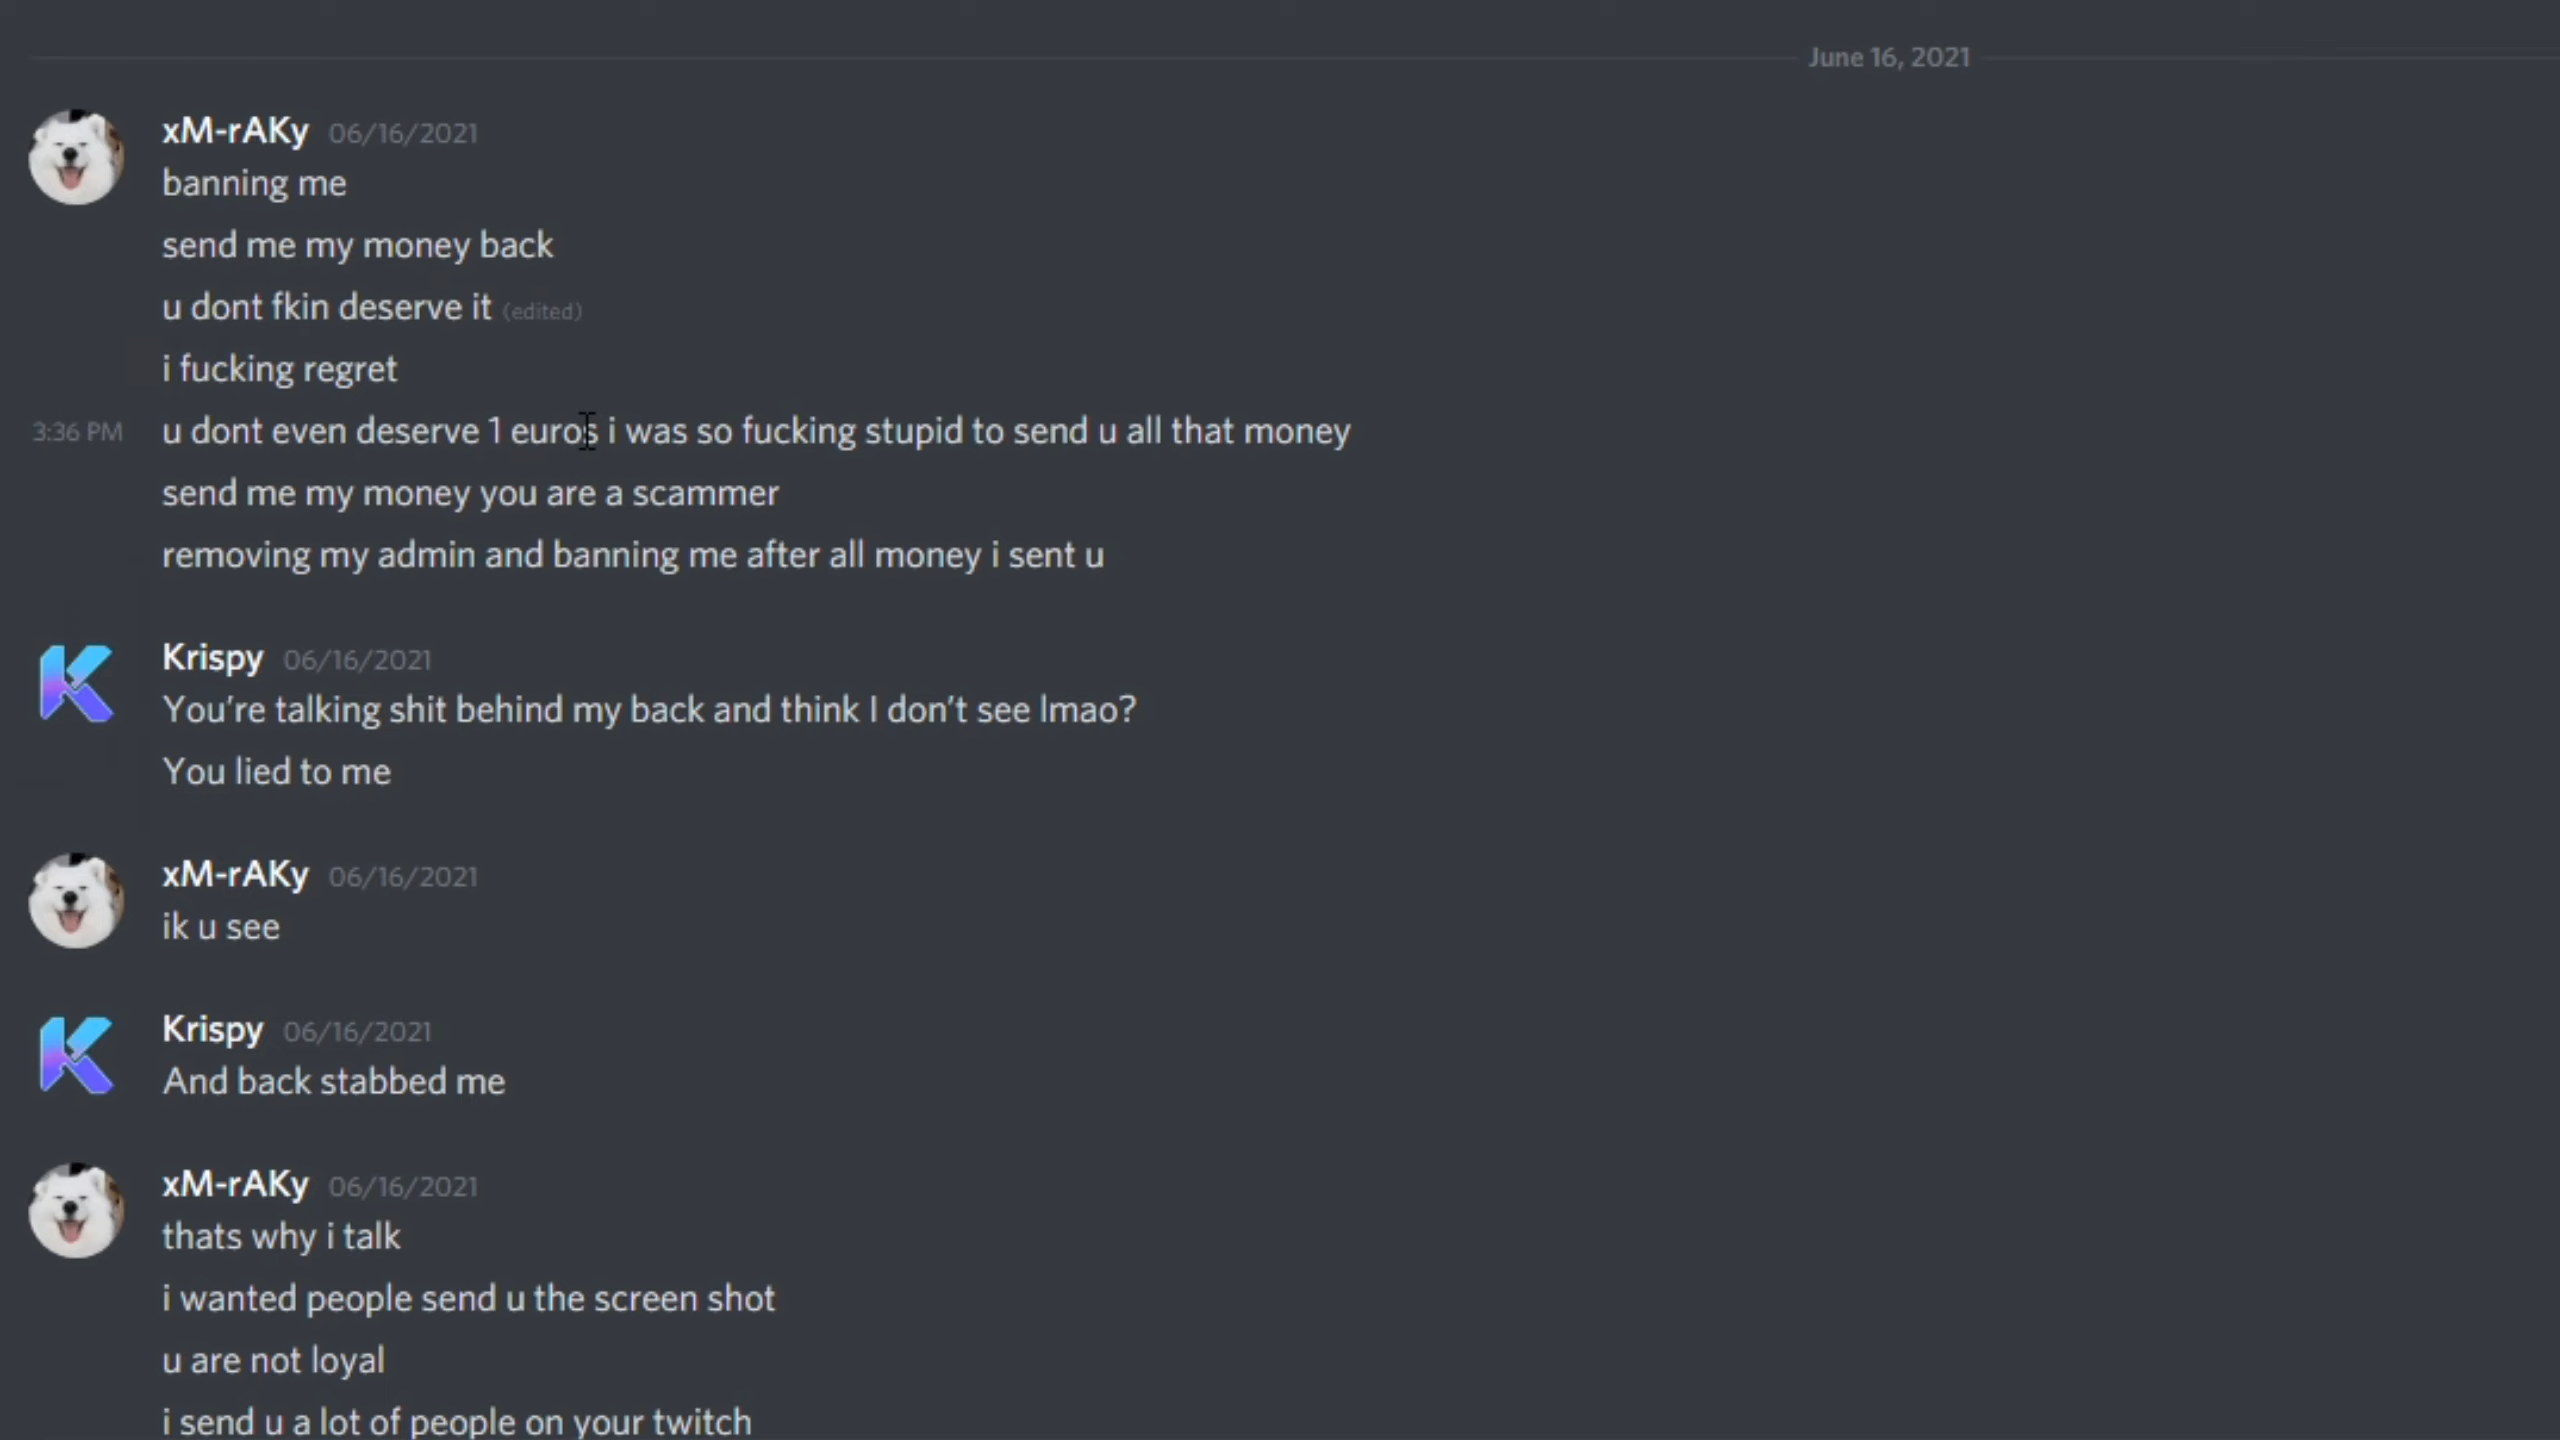 June 16, 2021
xM-rAKy 06/16/2021
banning me
send me my money back
u dont fkin deserve it (edited)
i fucking regret
3:36 PM u dont even deserve 1 euros i was so fucking stupid to send u all that money
send me my money you are a scammer
removing my admin and banning me after all money i sent u
Krispy 06/16/2021
You're talking shit behind my back and think I don't see lmao?
You lied to me
xM-rAKy 06/16/2021
ik u see
Krispy 06/16/2021
And back stabbed me
xM-rAKy 06/16/2021
thats why i talk
i wanted people send u the screen shot
u are not loyal
i send u a lot of people on your twitch